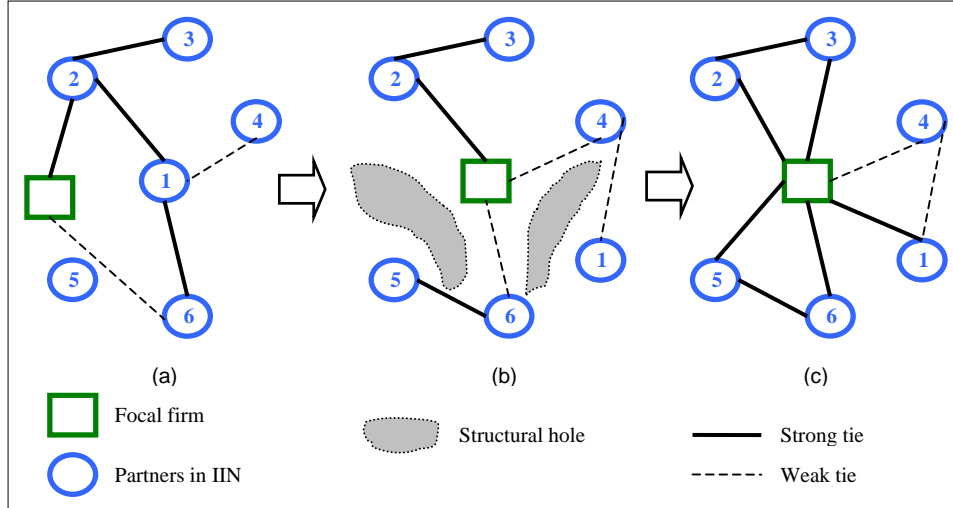 3
2
4
1
5
6
(a)
3
2
4
1
5
6
(b)
3
2
4
1
5
6
(c)
Focal firm
Partners in IIN
Structural hole
Strong tie
Weak tie